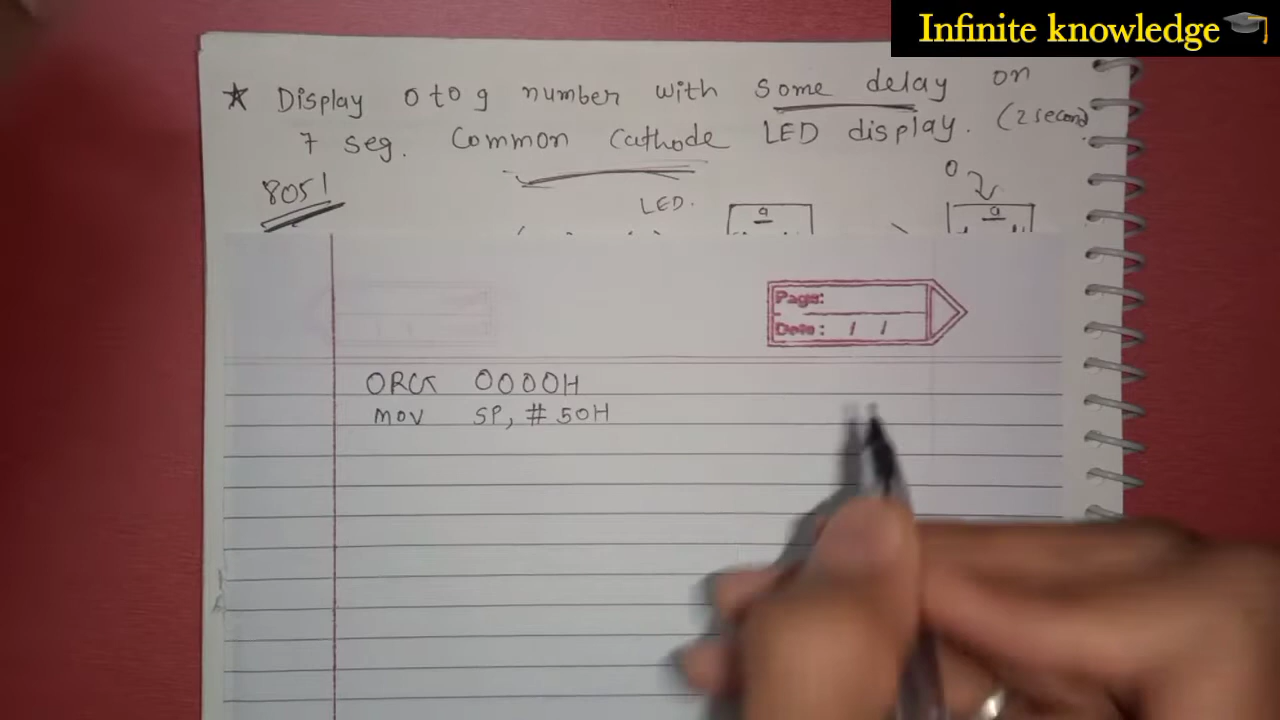 Infinite knowledge
★ Display 0 to 9 number with some delay on
7 seg. Common Cathode LED display. (2 second)
8051
LED.
0
a
a
Page:
Date: / /
ORG 0000H
MOV SP, #50H